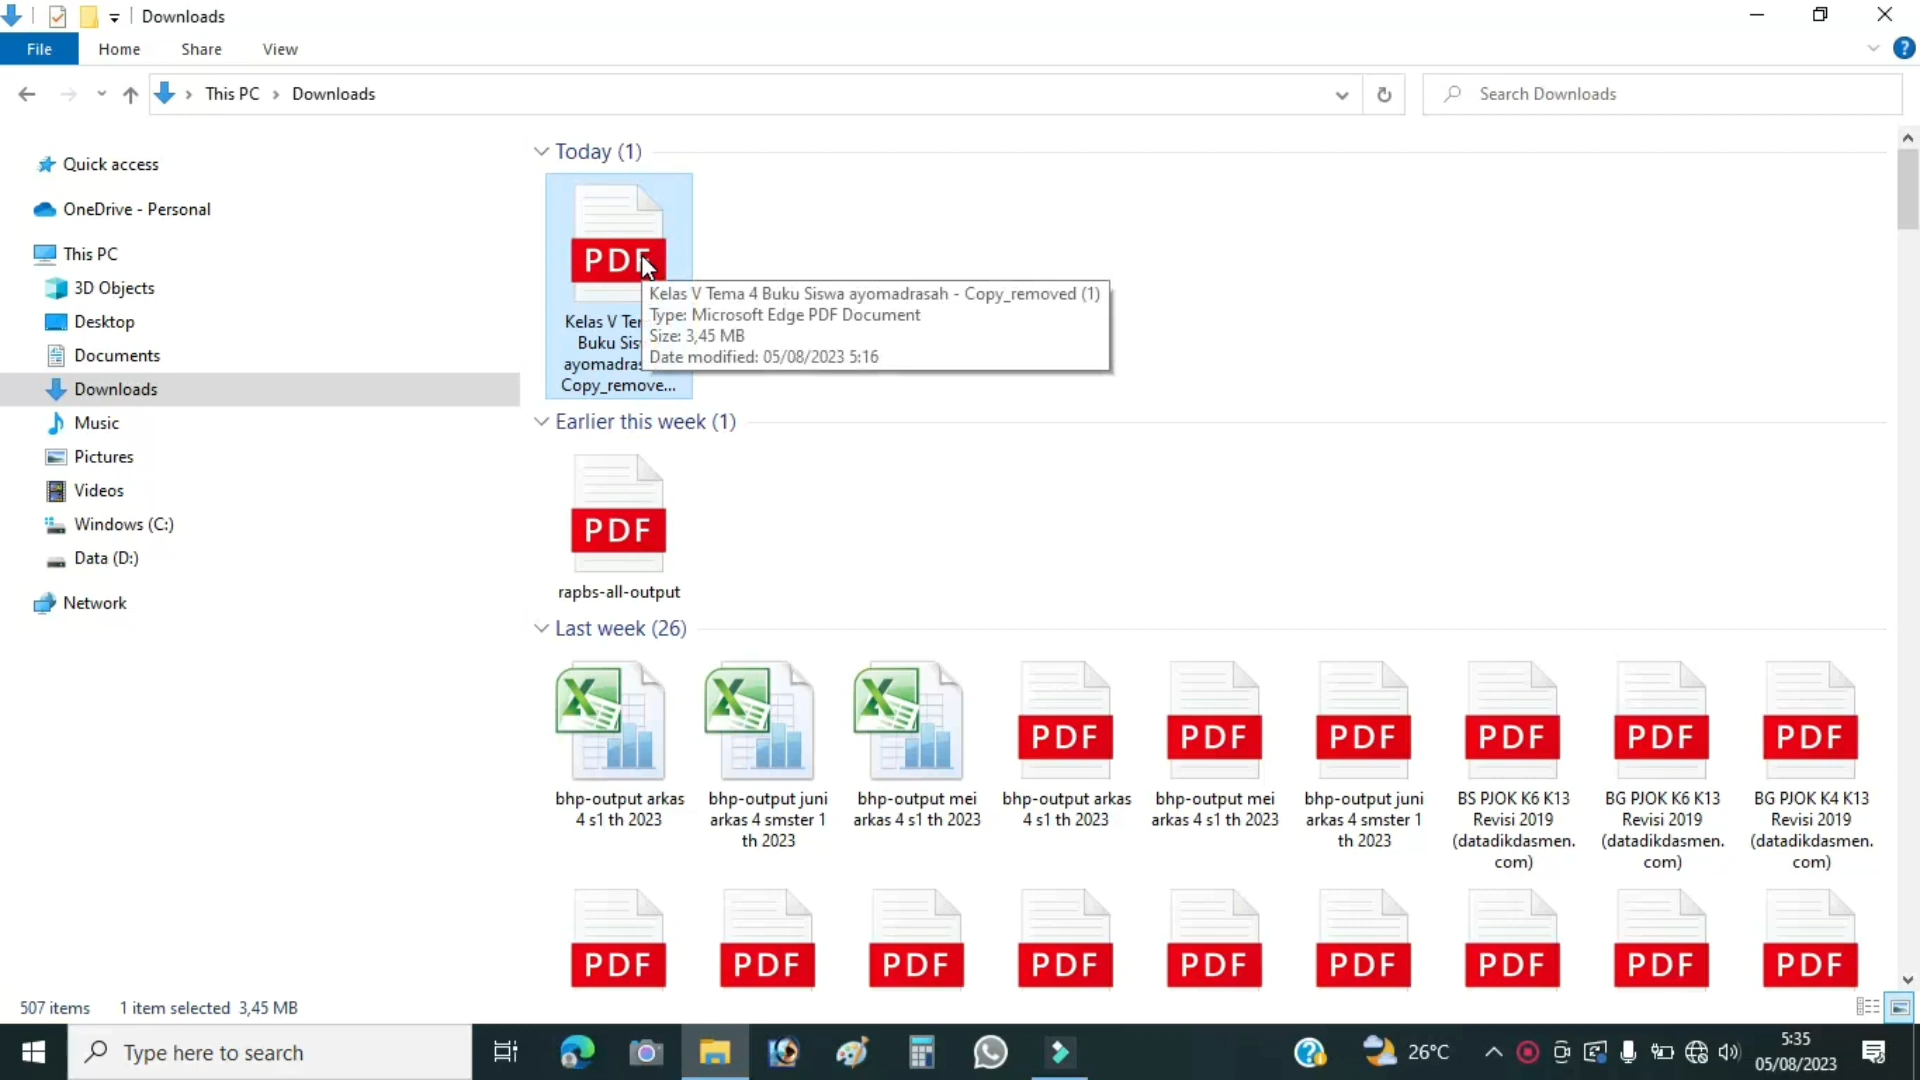 Downloads
File Home Share View
This PC Downloads
Search Downloads
Quick access
OneDrive - Personal
This PC
3D Objects
Desktop
Documents
Downloads
Music
Pictures
Videos
Windows (C:)
Data (D:)
Network
Today (1)
PDF
Kelas V Te
Buku Si
ayomadras
Copy_remove...
Kelas V Tema 4 Buku Siswa ayomadrasah - Copy_removed (1)
Type: Microsoft Edge PDF Document
Size: 3,45 MB
Date modified: 05/08/2023 5:16
Earlier this week (1)
PDF
rapbs-all-output
Last week (26)
PDF PDF PDF PDF PDF PDF
bhp-output arkas
4 s1 th 2023
bhp-output juni
arkas 4 smster 1
th 2023
bhp-output mei
arkas 4 s1 th 2023
bhp-output arkas
4 s1 th 2023
bhp-output mei
arkas 4 s1 th 2023
bhp-output juni
arkas 4 smster 1
th 2023
BS PJOK K6 K13
Revisi 2019
(datadikdasmen.
com)
BG PJOK K6 K13
Revisi 2019
(datadikdasmen.
com)
BG PJOK K4 K13
Revisi 2019
(datadikdasmen.
com)
PDF PDF PDF PDF PDF PDF PDF PDF PDF
507 items 1 item selected 3,45 MB
Type here to search
26°C
5:35
05/08/2023